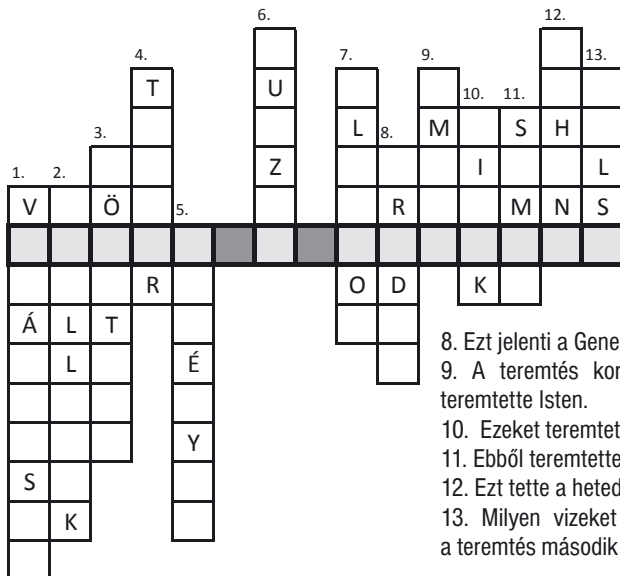 6.
12.
4.
7.
9.
13.
T
U
10.
11.
3.
L
8.
M
S
H
1.
2.
Z
I
L
V
Ö
5.
R
M
N
S
R
O
D
K
Á
L
T
8. Ezt jelenti a Gene
L
É
9. A teremtés kor
teremtette Isten.
10. Ezeket teremtet
Y
11. Ebből teremtette
S
12. Ezt tette a heted
K
13. Milyen vizeket
a teremtés második